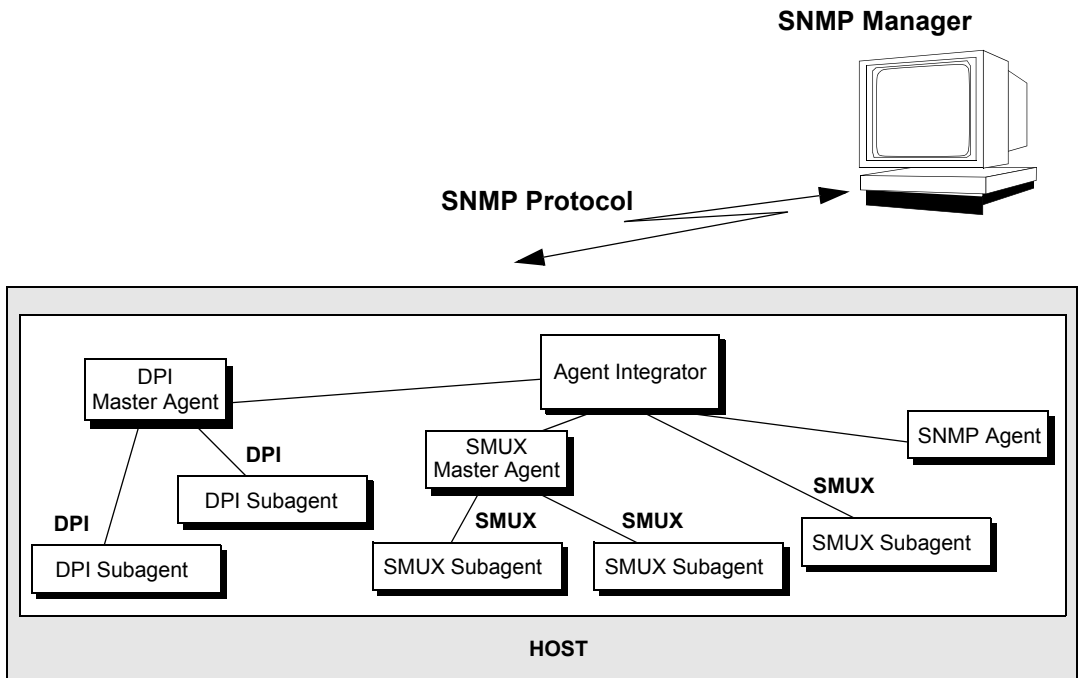 SNMP Manager
SNMP Protocol
DPI
Master Agent
Agent Integrator
SNMP Agent
SMUX
Master Agent
DPI
DPI Subagent
SMUX
DPI
SMUX
SMUX
DPI Subagent
SMUX Subagent
SMUX Subagent
SMUX Subagent
HOST